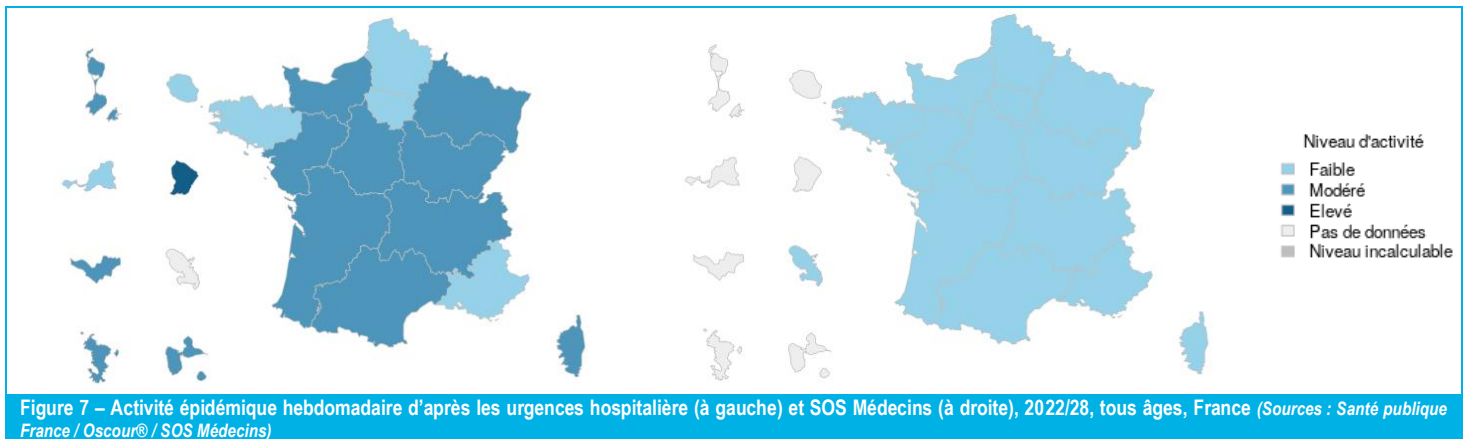 Niveau d'activité
Faible
Modéré
Elevé
Pas de données
Niveau incalculable
Figure 7 – Activité épidémique hebdomadaire d'après les urgences hospitalière (à gauche) et SOS Médecins (à droite), 2022/28, tous âges, France (Sources : Santé publique
France / Oscour® / SOS Médecins)